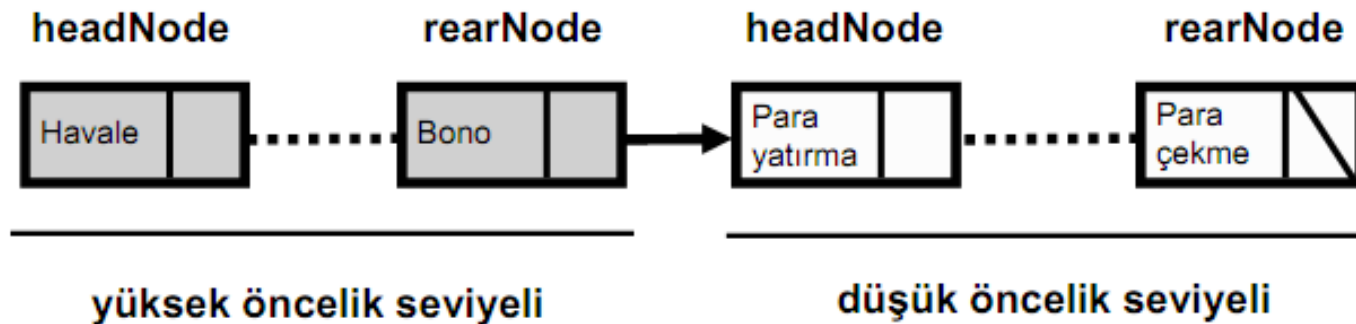 headNode rearNode headNode rearNode
Havale Bono Para yatırma Para çekme
yüksek öncelik seviyeli düşük öncelik seviyeli